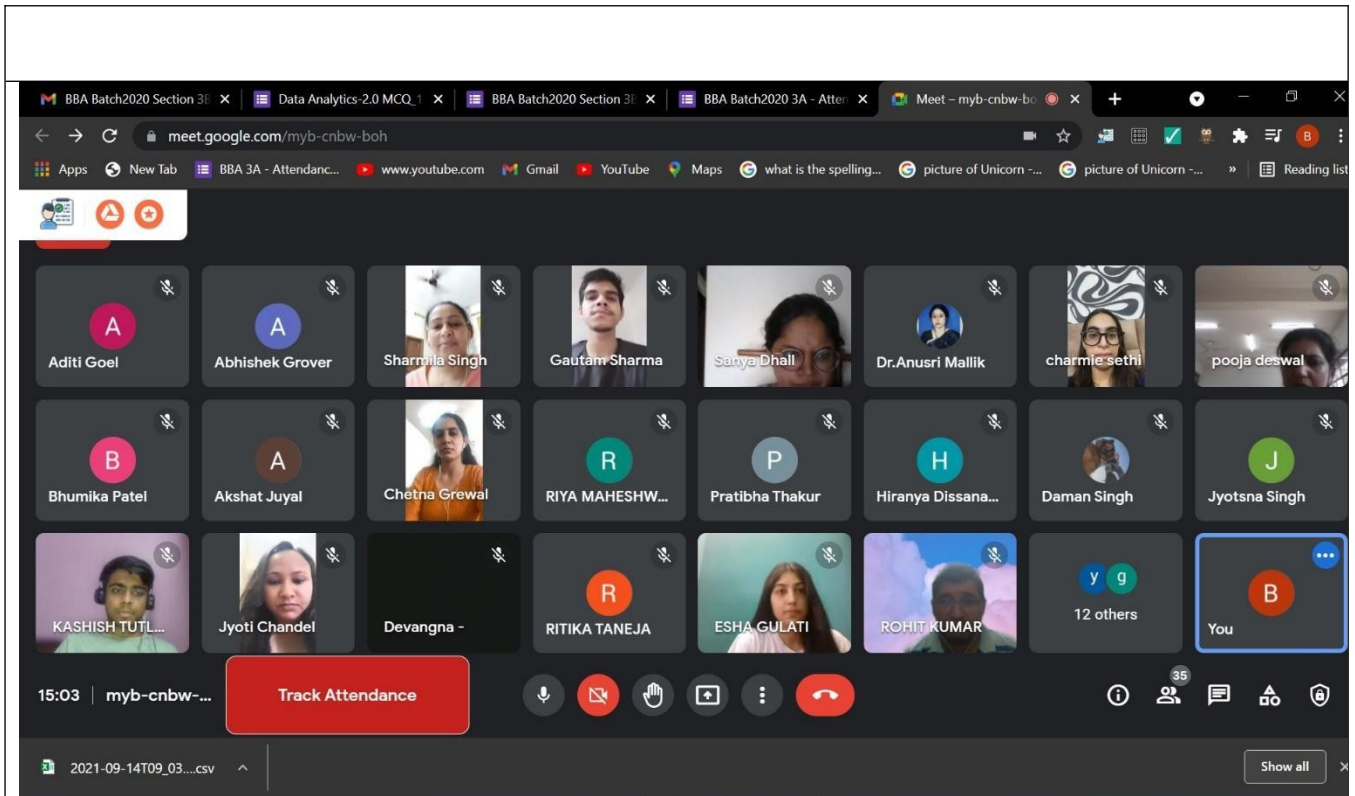 BBA Batch2020 Section 3B Data Analytics-2.0 MCQ_1 BBA Batch2020 Section 3B BBA Batch2020 3A - Atten Meet – myb-cnbw-bo
meet.google.com/myb-cnbw-boh B
Apps New Tab BBA 3A - Attendanc... www.youtube.com Gmail YouTube Maps what is the spelling... picture of Unicorn -... picture of Unicorn -... » Reading list
A A
Aditi Goel Abhishek Grover Sharmila Singh Gautam Sharma Sanya Dhall Dr.Anusri Mallik charmie sethi pooja deswal
B A R P H J
Bhumika Patel Akshat Juyal Chetna Grewal RIYA MAHESHW... Pratibha Thakur Hiranya Dissana... Daman Singh Jyotsna Singh
R y g B
KASHISH TUTL... Jyoti Chandel Devangna - RITIKA TANEJA ESHA GULATI ROHIT KUMAR 12 others You
15:03 | myb-cnbw-... Track Attendance 35
2021-09-14T09_03....csv Show all